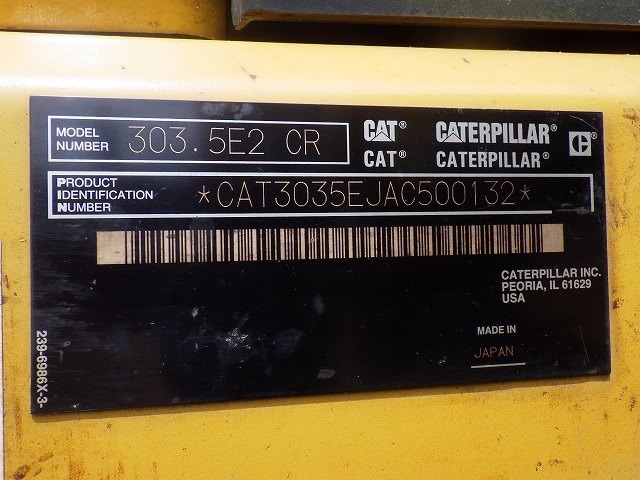 MODEL NUMBER 303.5E2 CR
CAT® CATERPILLAR® C
CAT® CATERPILLAR®
PRODUCT IDENTIFICATION NUMBER *CAT3035EJAC500132*
CATERPILLAR INC.
PEORIA, IL 61629
USA
MADE IN
JAPAN
239-6986X-3-